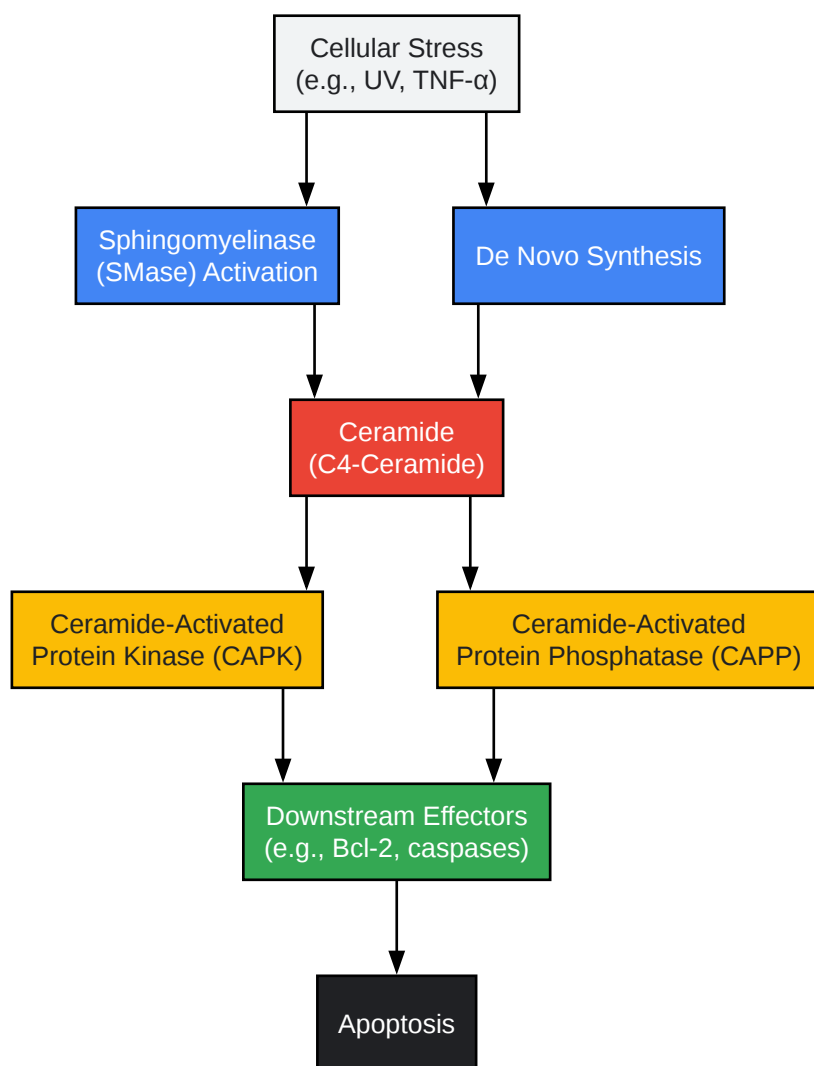 Cellular Stress
(e.g., UV, TNF-α)
Sphingomyelinase
(SMase) Activation
De Novo Synthesis
Ceramide
(C4-Ceramide)
Ceramide-Activated
Protein Kinase (CAPK)
Ceramide-Activated
Protein Phosphatase (CAPP)
Downstream Effectors
(e.g., Bcl-2, caspases)
Apoptosis